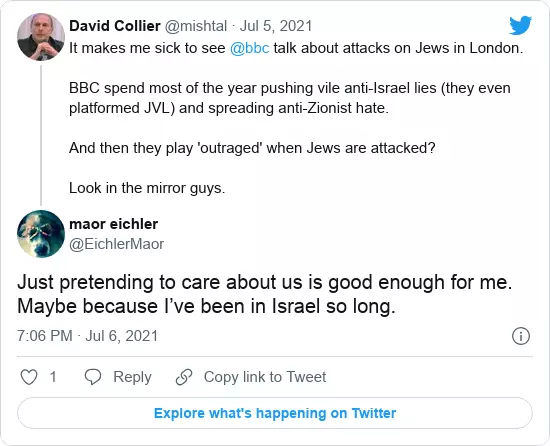 David Collier @mishtal · Jul 5, 2021
It makes me sick to see @bbc talk about attacks on Jews in London.
BBC spend most of the year pushing vile anti-Israel lies (they even
platformed JVL) and spreading anti-Zionist hate.
And then they play 'outraged' when Jews are attacked?
Look in the mirror guys.
maor eichler
@EichlerMaor
Just pretending to care about us is good enough for me.
Maybe because I’ve been in Israel so long.
7:06 PM · Jul 6, 2021
1 Reply Copy link to Tweet
Explore what's happening on Twitter